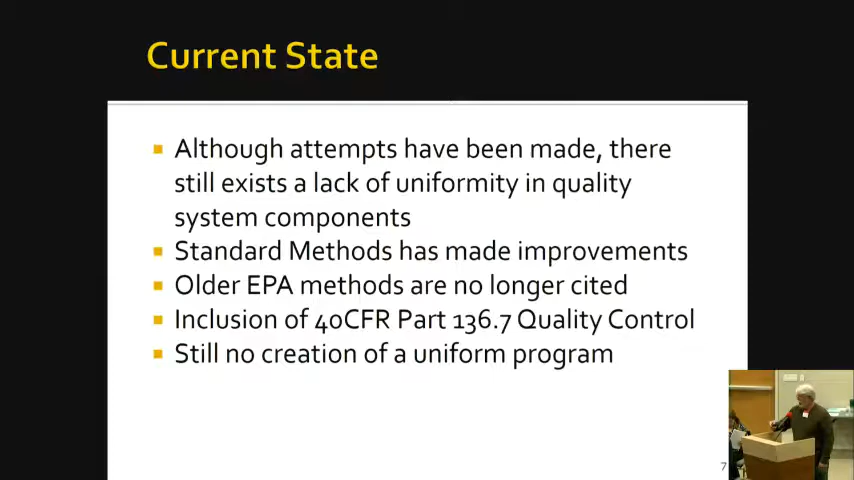 Current State
Although attempts have been made, there
still exists a lack of uniformity in quality
system components
Standard Methods has made improvements
Older EPA methods are no longer cited
Inclusion of 40CFR Part 136.7 Quality Control
Still no creation of a uniform program
7